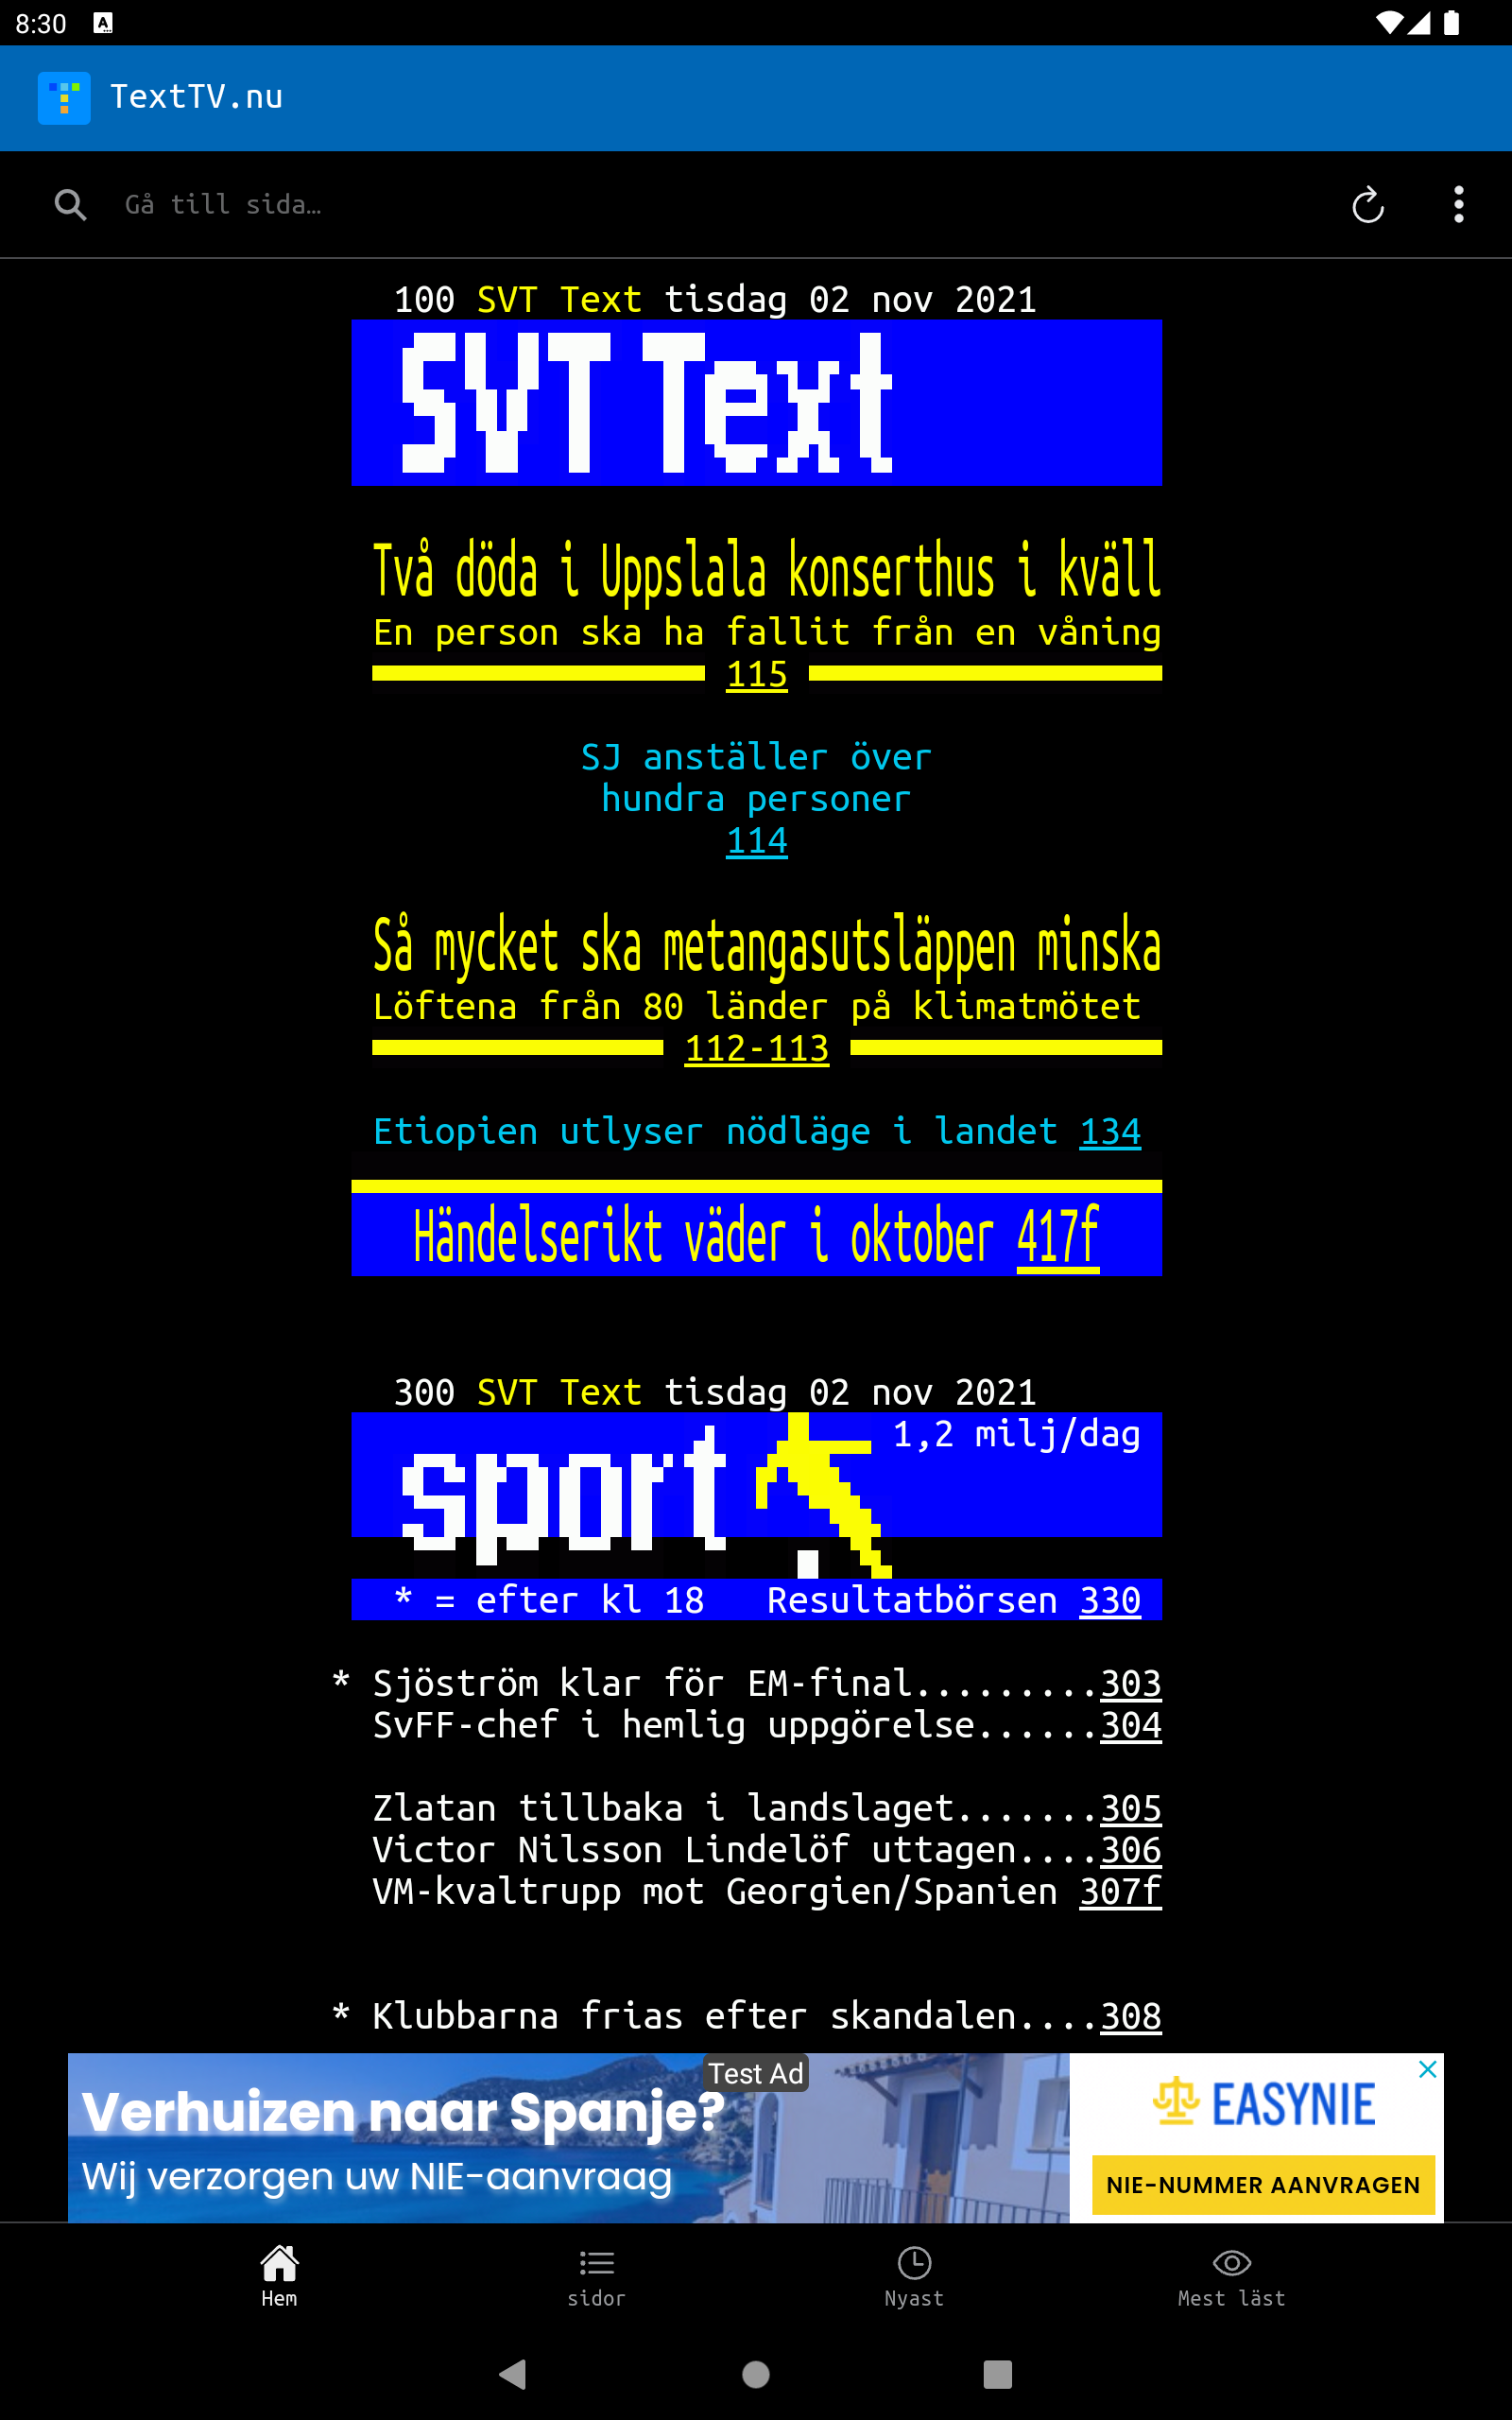 8:30
TextTV.nu
Gå till sida…
100 SVT Text tisdag 02 nov 2021
SVT Text
Två döda i Uppslala konserthus i kväll
En person ska ha fallit från en våning
115
SJ anställer över
hundra personer
114
Så mycket ska metangasutsläppen minska
Löftena från 80 länder på klimatmötet
112-113
Etiopien utlyser nödläge i landet 134
Händelserikt väder i oktober 417f
300 SVT Text tisdag 02 nov 2021
sport 1,2 milj/dag
* = efter kl 18 Resultatbörsen 330
* Sjöström klar för EM-final.........303
SvFF-chef i hemlig uppgörelse......304
Zlatan tillbaka i landslaget.......305
Victor Nilsson Lindelöf uttagen....306
VM-kvaltrupp mot Georgien/Spanien 307f
* Klubbarna frias efter skandalen....308
Test Ad
Verhuizen naar Spanje?
Wij verzorgen uw NIE-aanvraag
EASYNIE
NIE-NUMMER AANVRAGEN
Hem sidor Nyast Mest läst